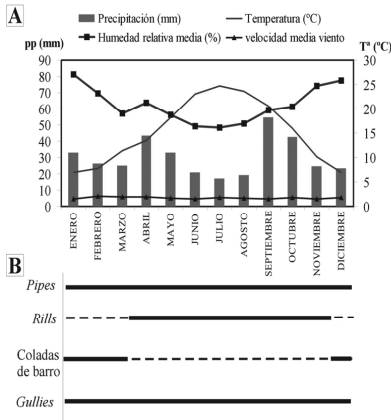 A
Precipitación (mm)
Temperatura (ºC)
Humedad relativa media (%)
velocidad media viento
pp (mm)
Tª (ºC)
90
80
70
60
50
40
30
20
10
0
30
25
20
15
10
5
0
ENERO
FEBRERO
MARZO
ABRIL
MAYO
JUNIO
JULIO
AGOSTO
SEPTIEMBRE
OCTUBRE
NOVIEMBRE
DICIEMBRE
B
Pipes
Rills
Coladas
de barro
Gullies